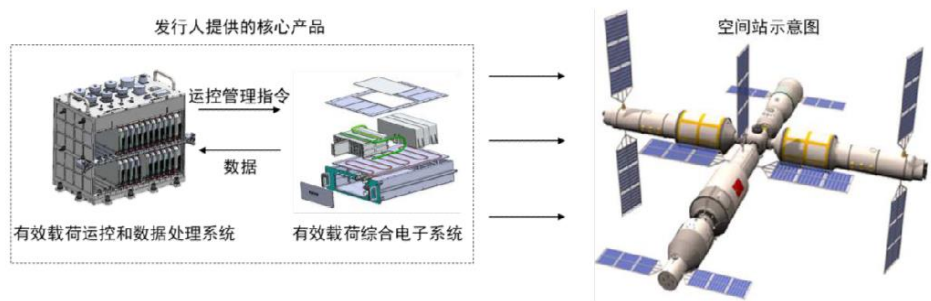 发行人提供的核心产品
空间站示意图
运控管理指令
数据
有效载荷运控和数据处理系统
有效载荷综合电子系统